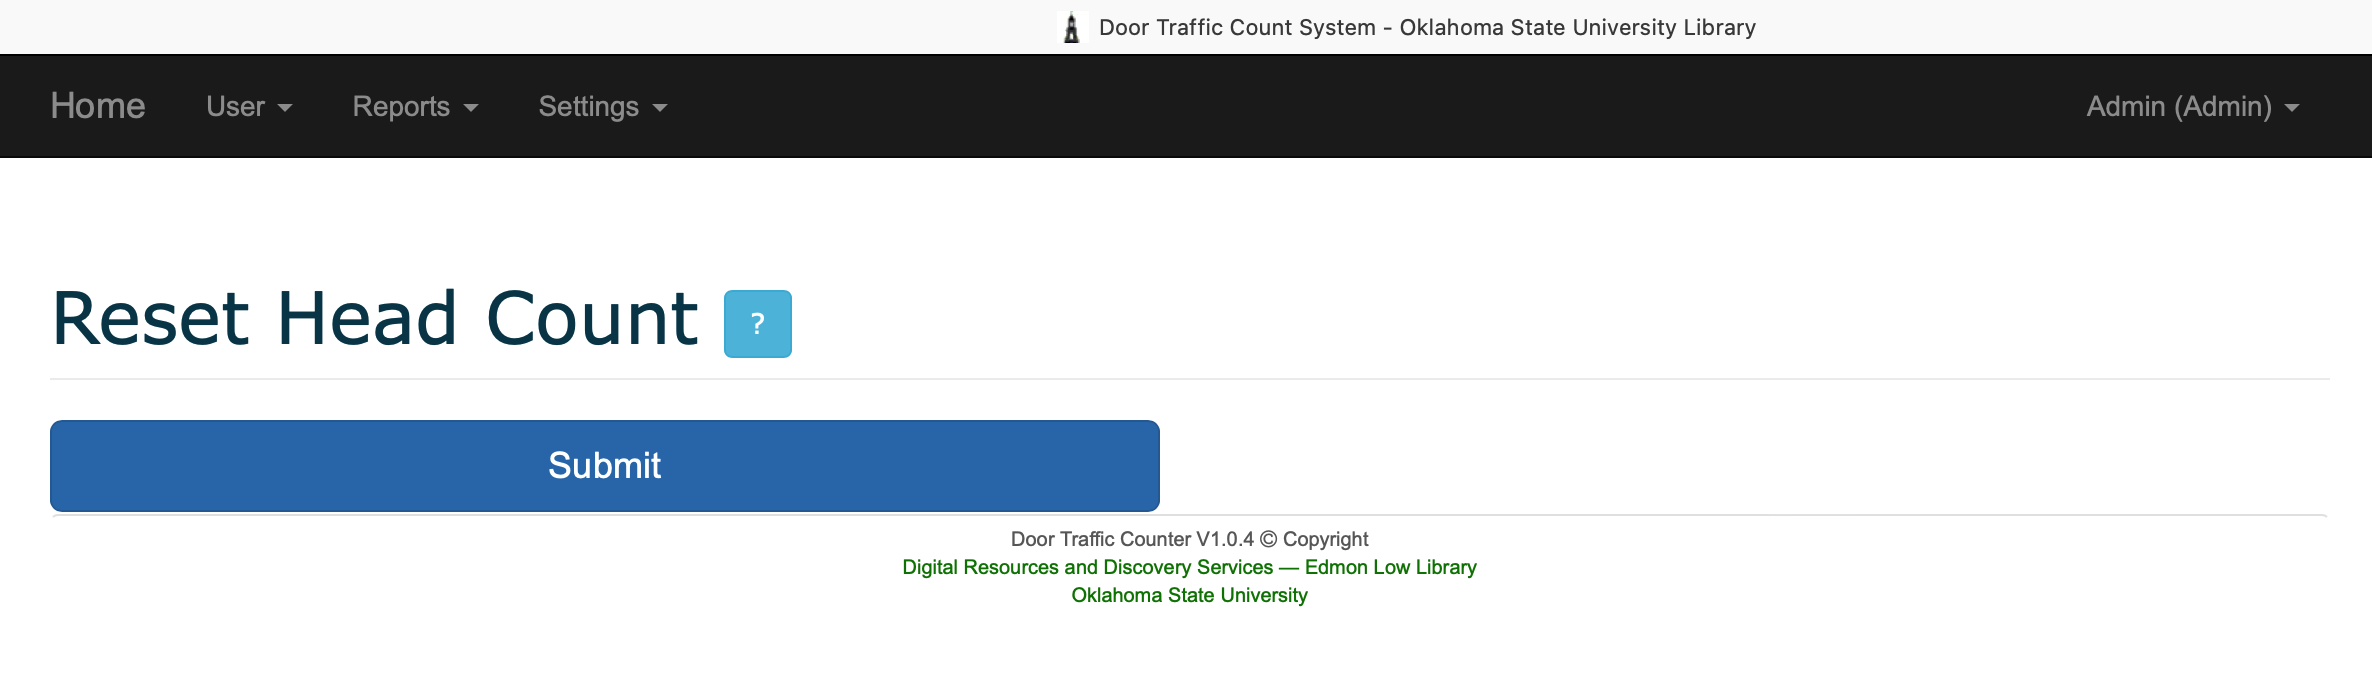 Door Traffic Count System - Oklahoma State University Library
Home User Reports Settings Admin (Admin)
Reset Head Count ?
Submit
Door Traffic Counter V1.0.4 © Copyright
Digital Resources and Discovery Services — Edmon Low Library
Oklahoma State University